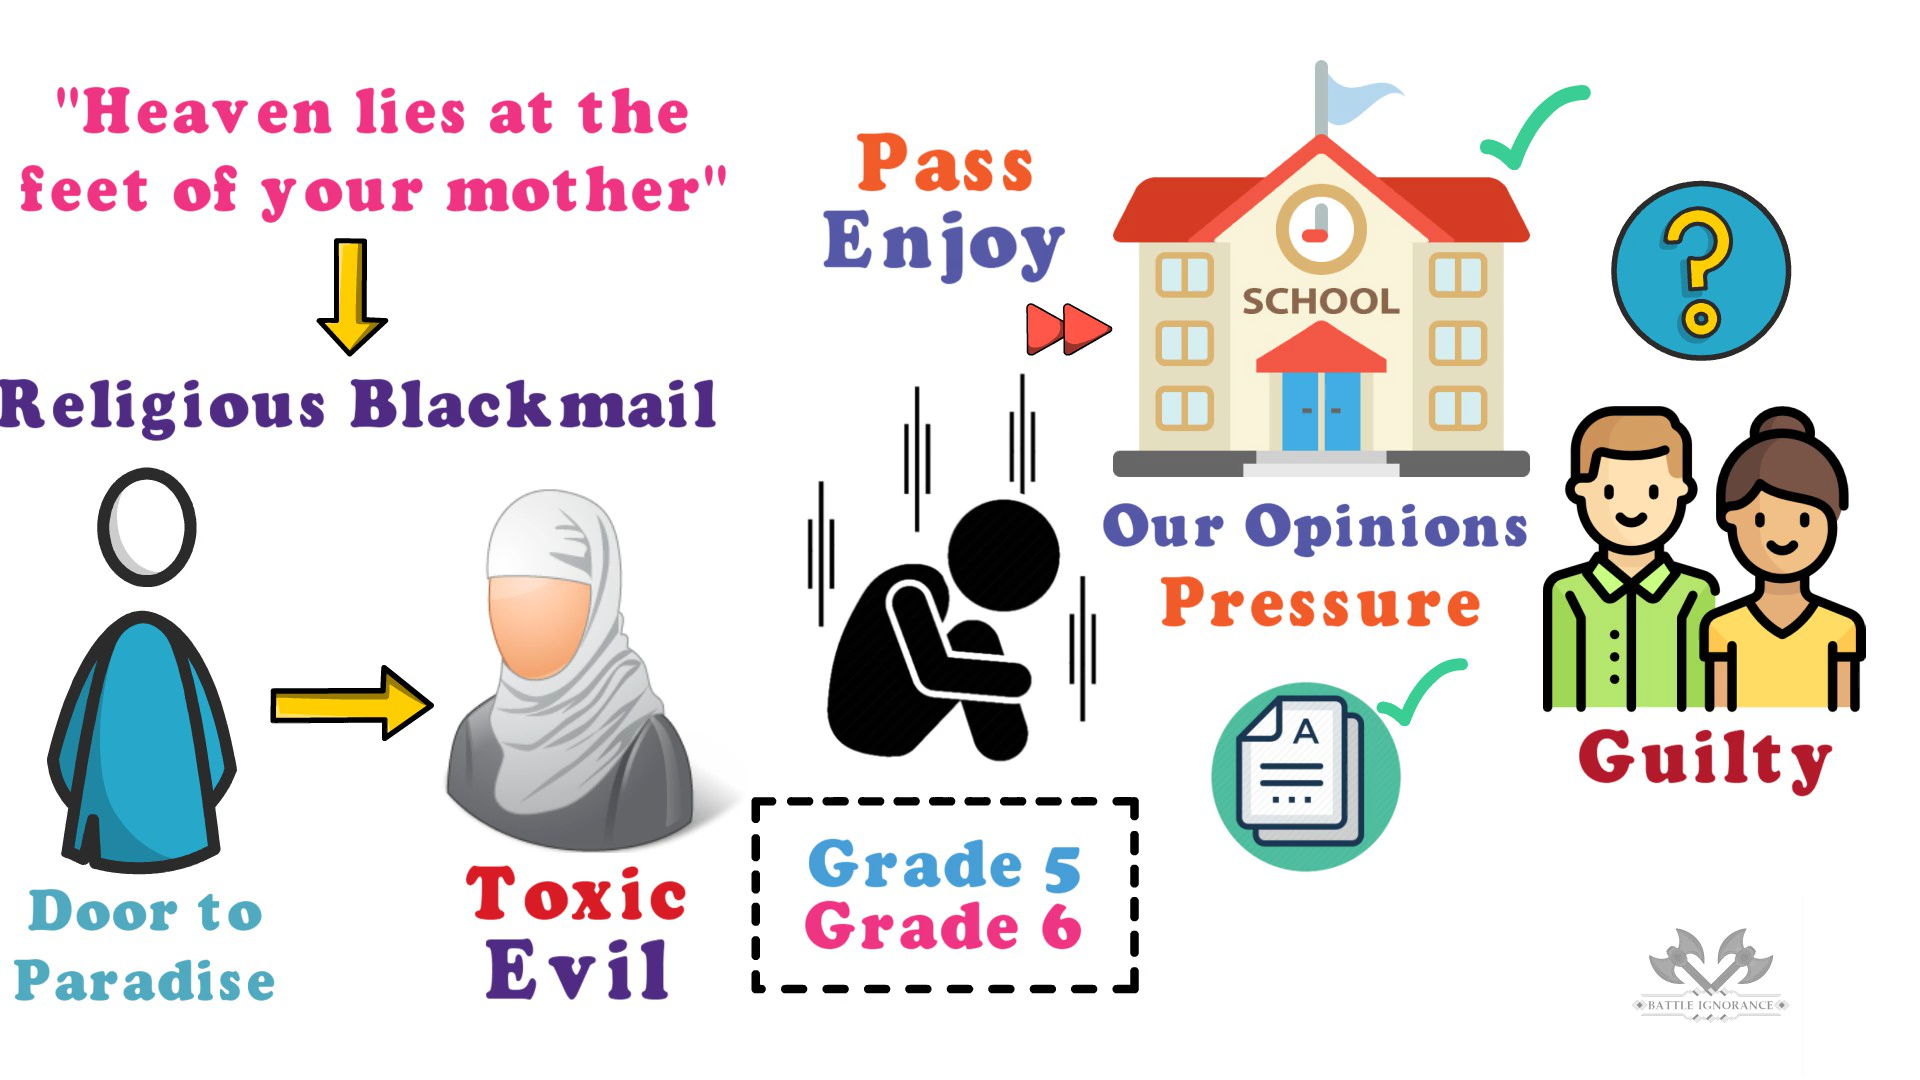 "Heaven lies at the
feet of your mother"
Religious Blackmail
Door to
Paradise
Toxic
Evil
Pass
Enjoy
SCHOOL
Our Opinions
Pressure
A
Grade 5
Grade 6
Guilty
BATTLE IGNORANCE